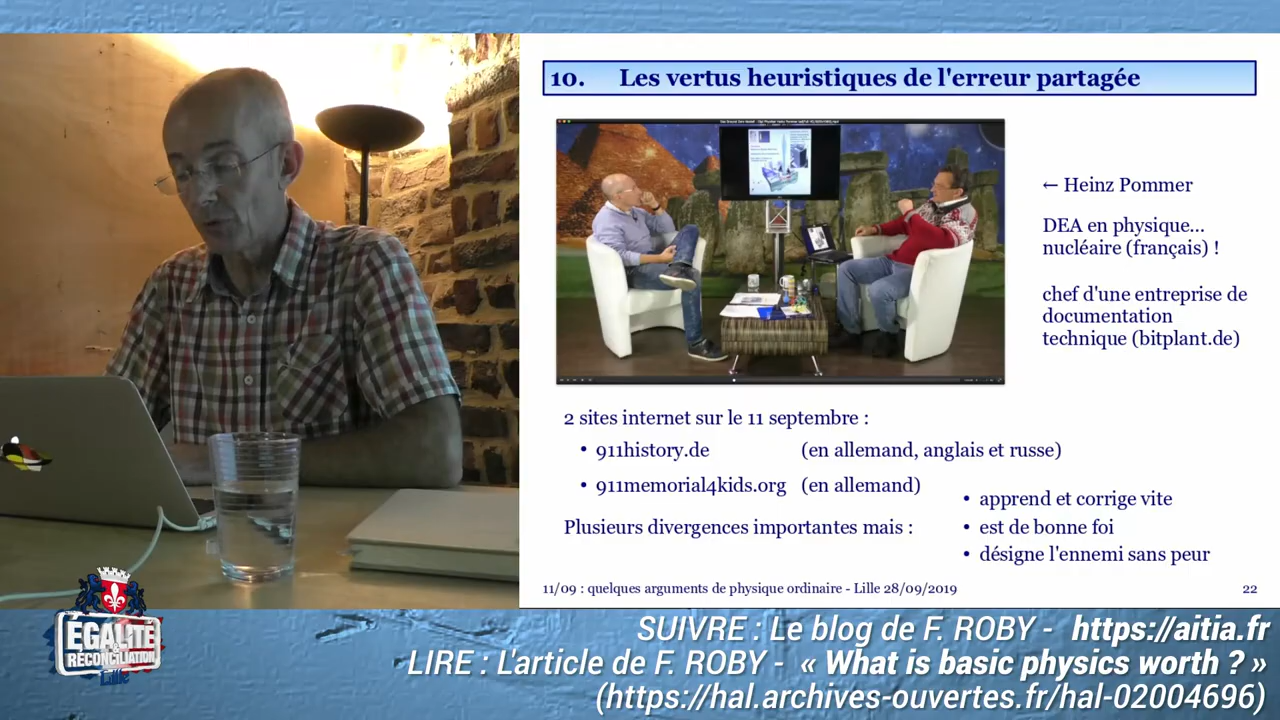 10. Les vertus heuristiques de l'erreur partagée
← Heinz Pommer
DEA en physique...
nucléaire (français) !
chef d'une entreprise de
documentation
technique (bitplant.de)
2 sites internet sur le 11 septembre :
• 911history.de (en allemand, anglais et russe)
• 911memorial4kids.org (en allemand)
Plusieurs divergences importantes mais :
• apprend et corrige vite
• est de bonne foi
• désigne l'ennemi sans peur
11/09 : quelques arguments de physique ordinaire - Lille 28/09/2019 22
ÉGALITÉ
&
RÉCONCILIATION
Lille
SUIVRE : Le blog de F. ROBY - https://aitia.fr
LIRE : L'article de F. ROBY - « What is basic physics worth ? »
(https://hal.archives-ouvertes.fr/hal-02004696)